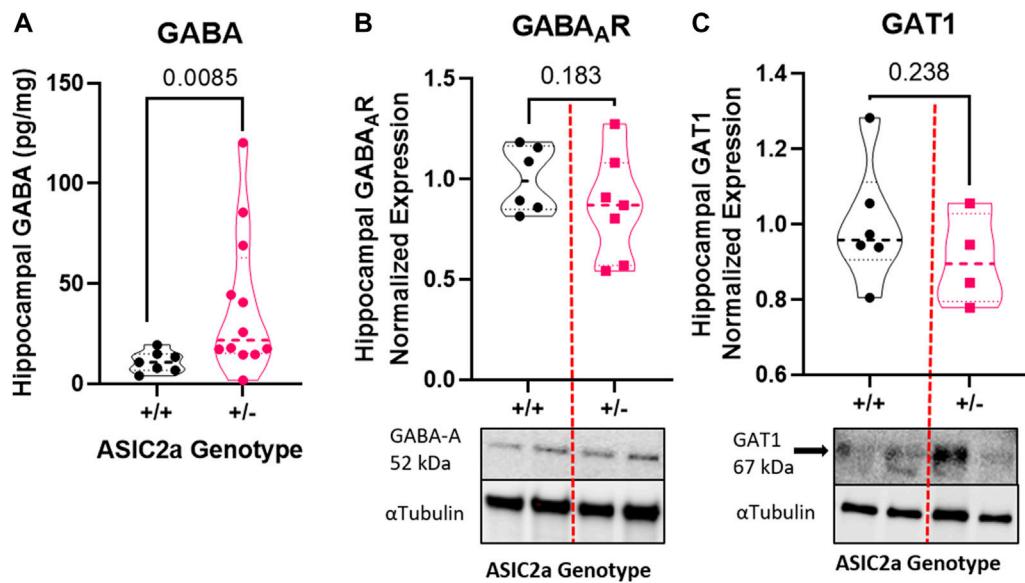 A
GABA
0.0085
Hippocampal GABA (pg/mg)
150
100
50
0
+/+ +/-
ASIC2a Genotype
B
GABA_AR
0.183
Hippocampal GABA_AR
Normalized Expression
1.5
1.0
0.5
0.0
+/+ +/-
GABA-A
52 kDa
αTubulin
ASIC2a Genotype
C
GAT1
0.238
Hippocampal GAT1
Normalized Expression
1.4
1.2
1.0
0.8
0.6
+/+ +/-
GAT1
67 kDa
αTubulin
ASIC2a Genotype